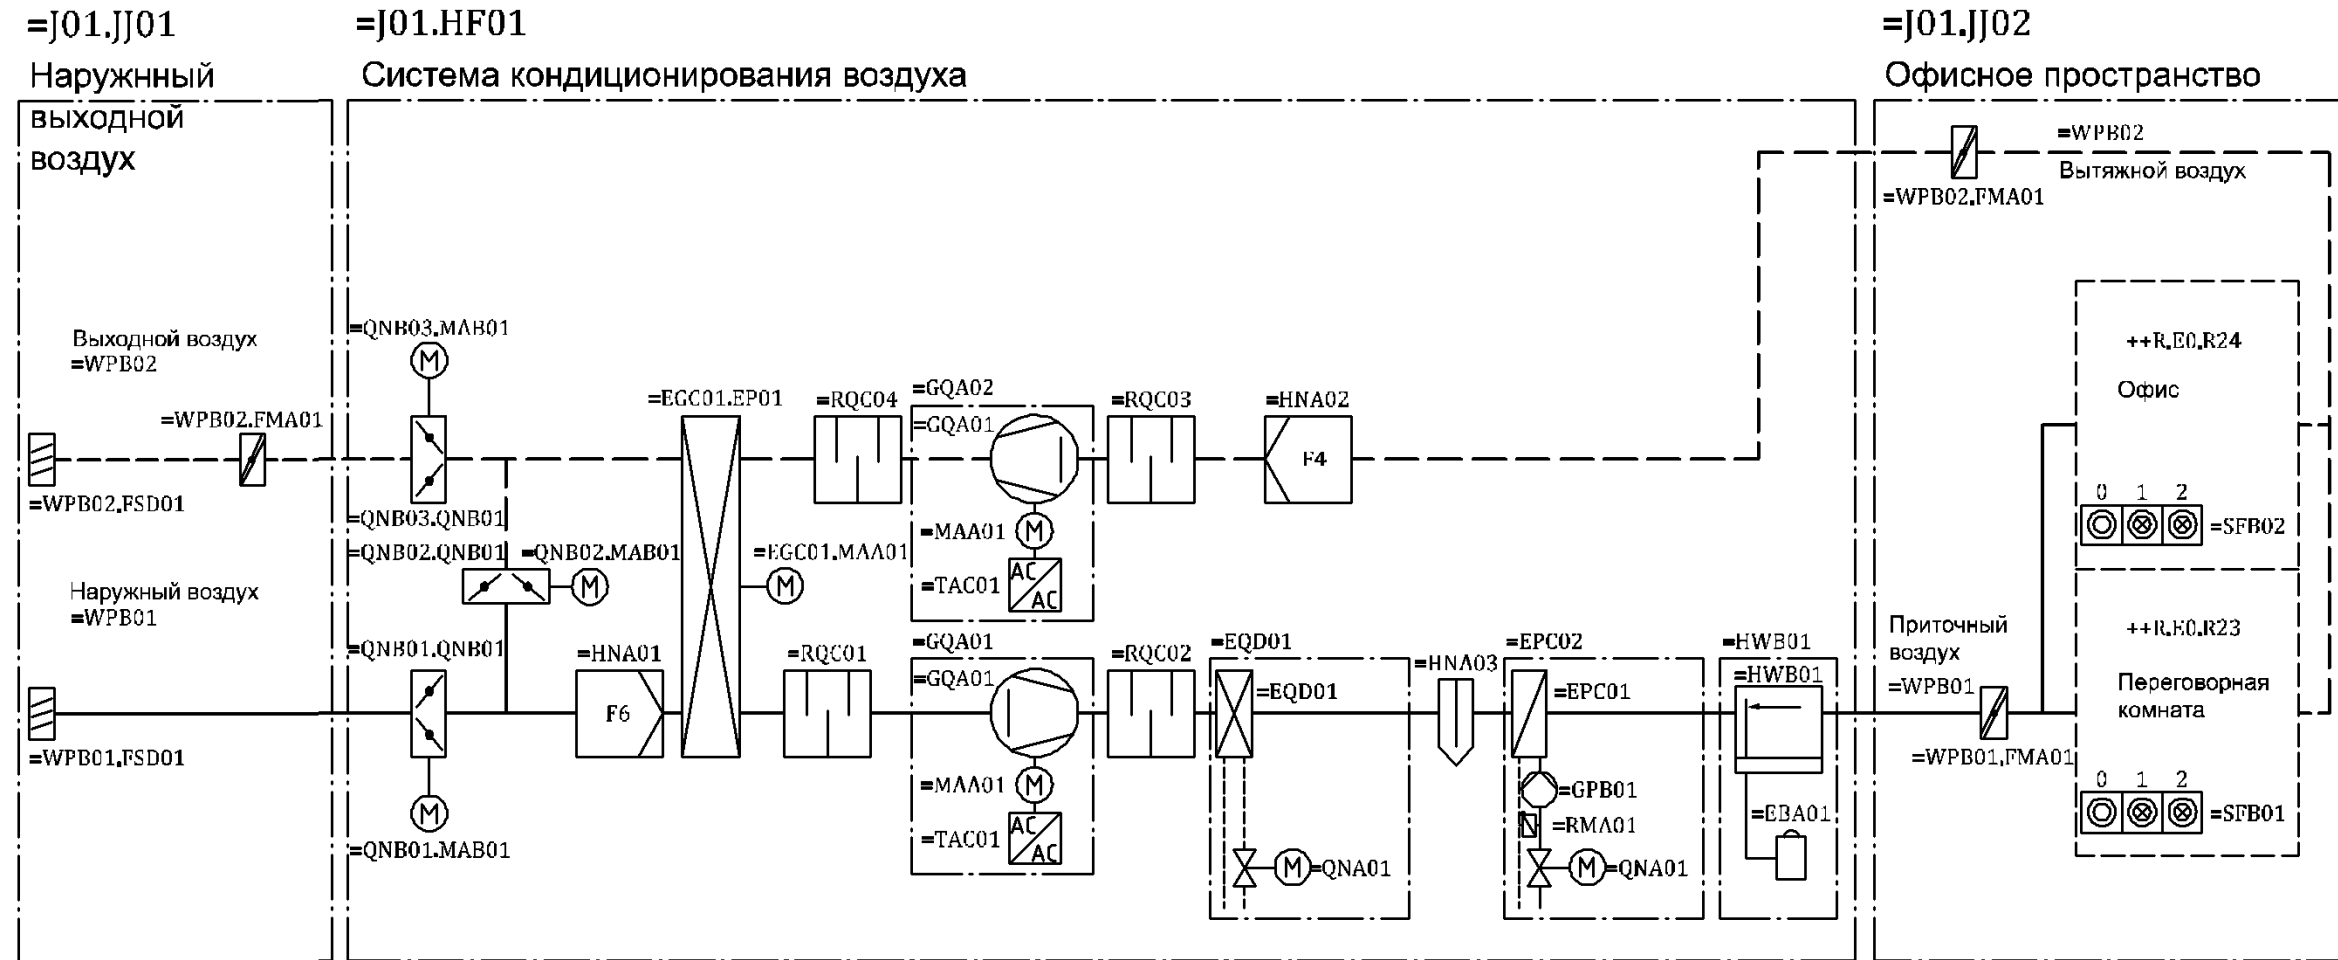 =J01.JJ01
Наружнный
выходной
воздух
=J01.HF01
Система кондиционирования воздуха
=J01.JJ02
Офисное пространство
=WPB02
Вытяжной воздух
=WPB02.FMA01
Выходной воздух
=WPB02
=WPB02.FMA01
=WPB02.FSD01
Наружный воздух
=WPB01
=WPB01.FSD01
=QNB03.MAB01
M
=QNB03.QNB01
=QNB02.QNB01
=QNB02.MAB01
M
=QNB01.QNB01
M
=QNB01.MAB01
=EGC01.EP01
=EGC01.MAA01
M
=RQC04
=GQA02
=GQA01
=MAA01
M
=TAC01
AC
AC
=RQC03
=HNA02
F4
=HNA01
F6
=RQC01
=GQA01
=GQA01
=MAA01
M
=TAC01
AC
AC
=RQC02
=EQD01
=EQD01
M
=QNA01
=HNA03
=EPC02
=EPC01
=GPB01
=RMA01
M
=QNA01
=HWB01
=HWB01
=EBA01
++R.E0.R24
Офис
0 1 2
=SFB02
Приточный
воздух
=WPB01
=WPB01.FMA01
++R.E0.R23
Переговорная
комната
0 1 2
=SFB01